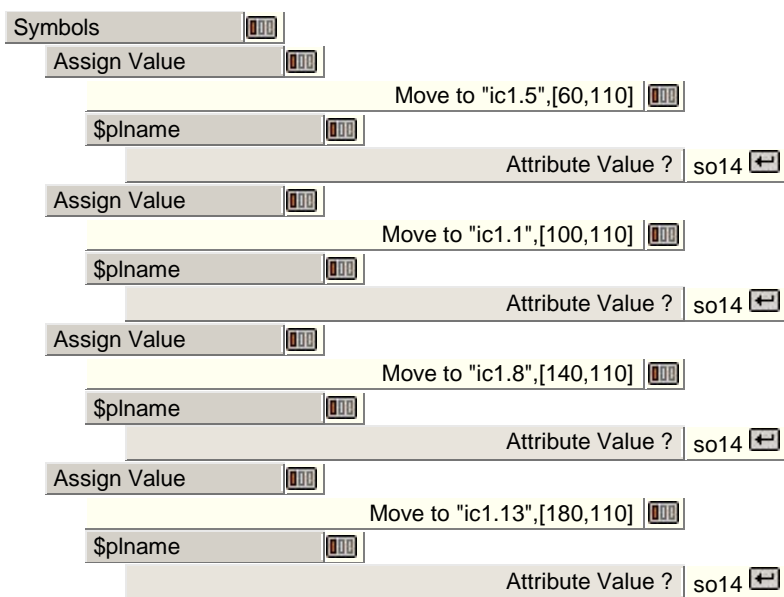 Symbols
Assign Value
Move to "ic1.5",[60,110]
$plname
Attribute Value ? so14
Assign Value
Move to "ic1.1",[100,110]
$plname
Attribute Value ? so14
Assign Value
Move to "ic1.8",[140,110]
$plname
Attribute Value ? so14
Assign Value
Move to "ic1.13",[180,110]
$plname
Attribute Value ? so14